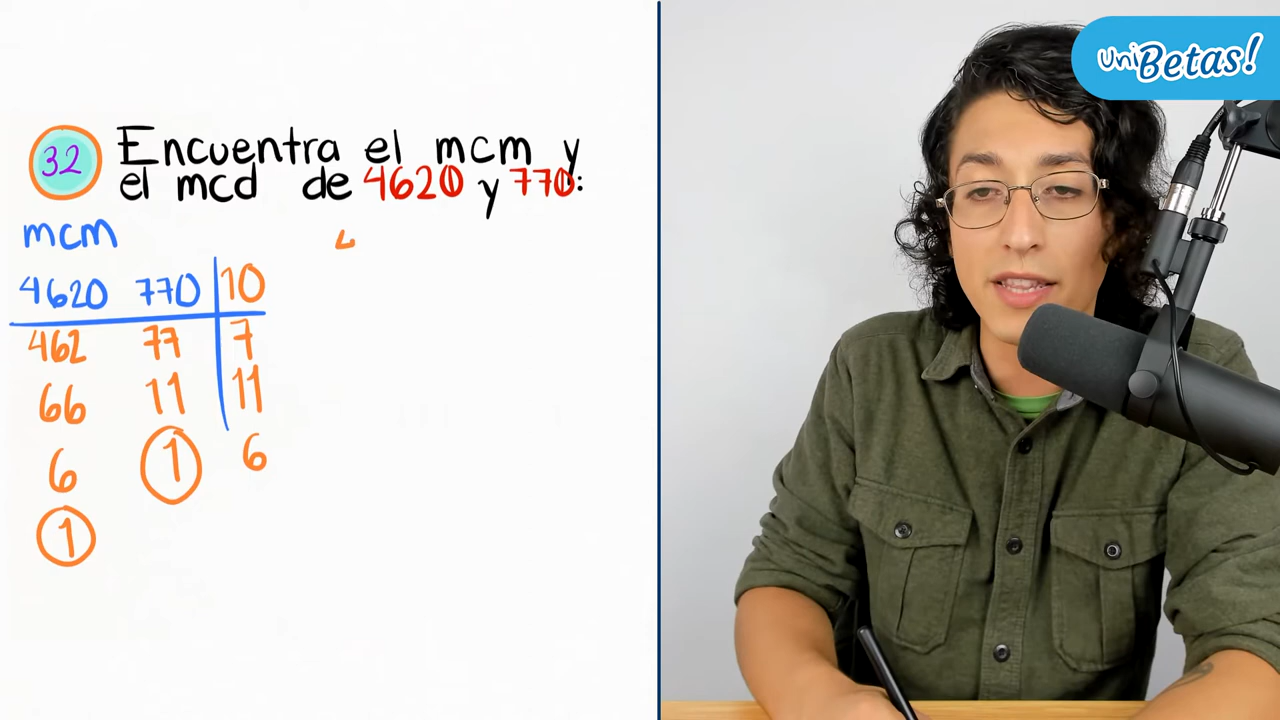 uniBetas!
32 Encuentra el mcm y
el mcd de 4620 y 770:
mcm
4620 770 10
462 77 7
66 11 11
6 1 6
1